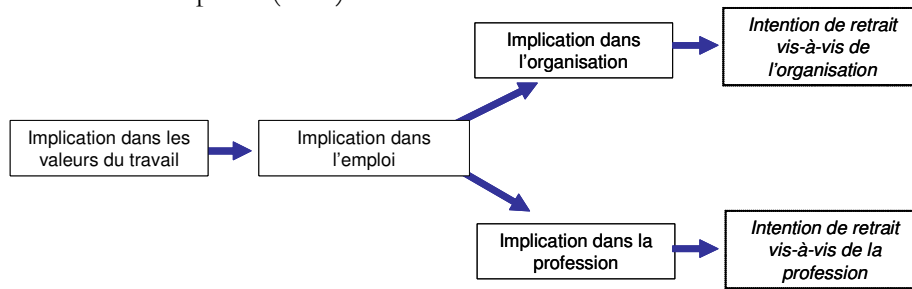 Implication dans
l'organisation
Intention de retrait
vis-à-vis de
l'organisation
Implication dans les
valeurs du travail
Implication dans
l'emploi
Implication dans la
profession
Intention de retrait
vis-à-vis de la
profession